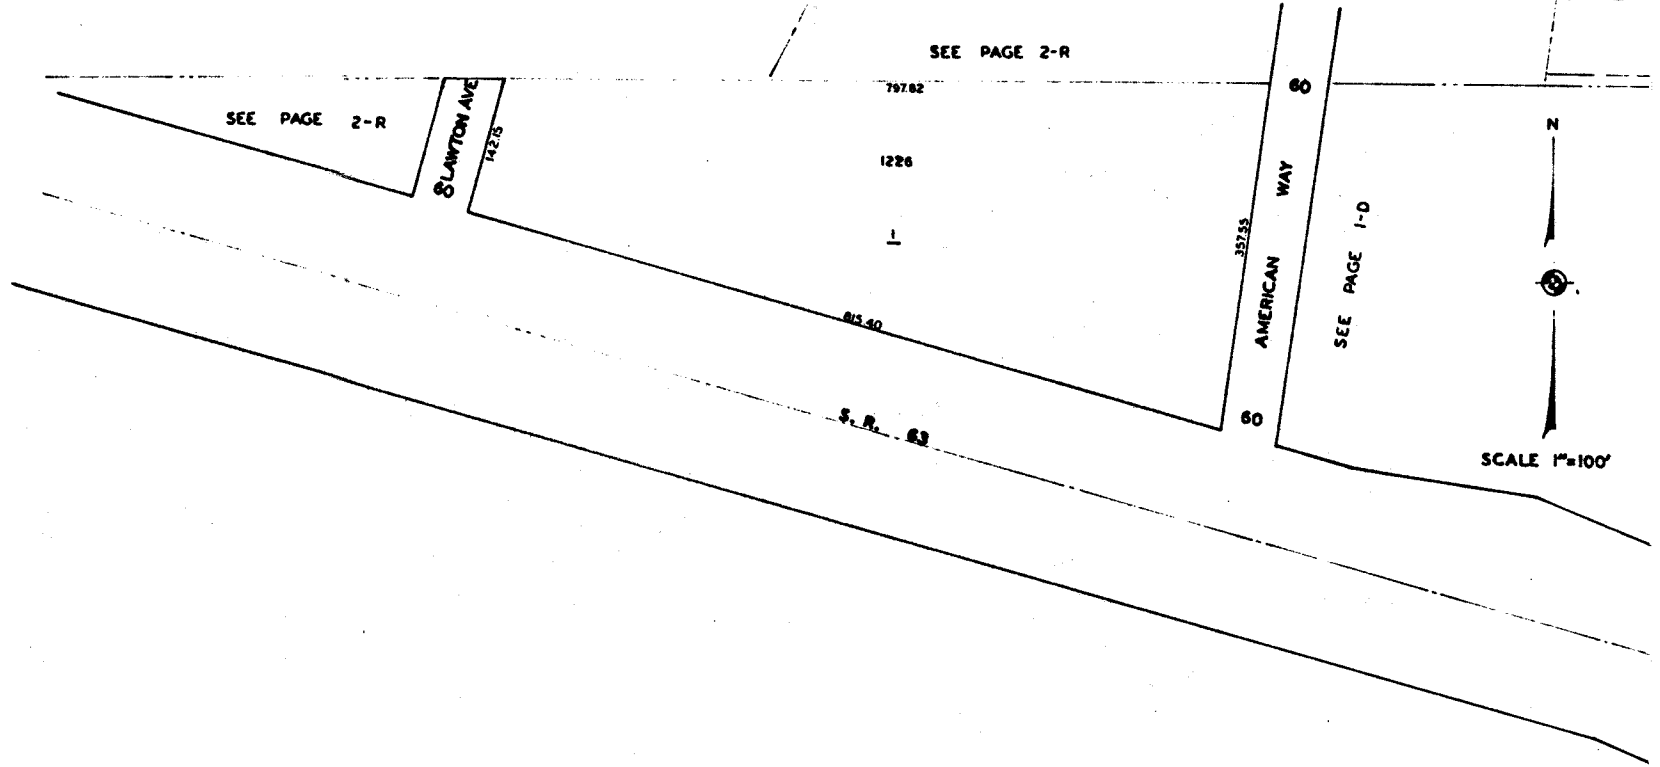 SEE PAGE 2-R
797.82
60
SEE PAGE 2-R
LAWTON AVE
60
142.15
N
1226
1
AMERICAN WAY
357.55
SEE PAGE 1-D
815.40
S. R. 63
60
SCALE 1"=100'